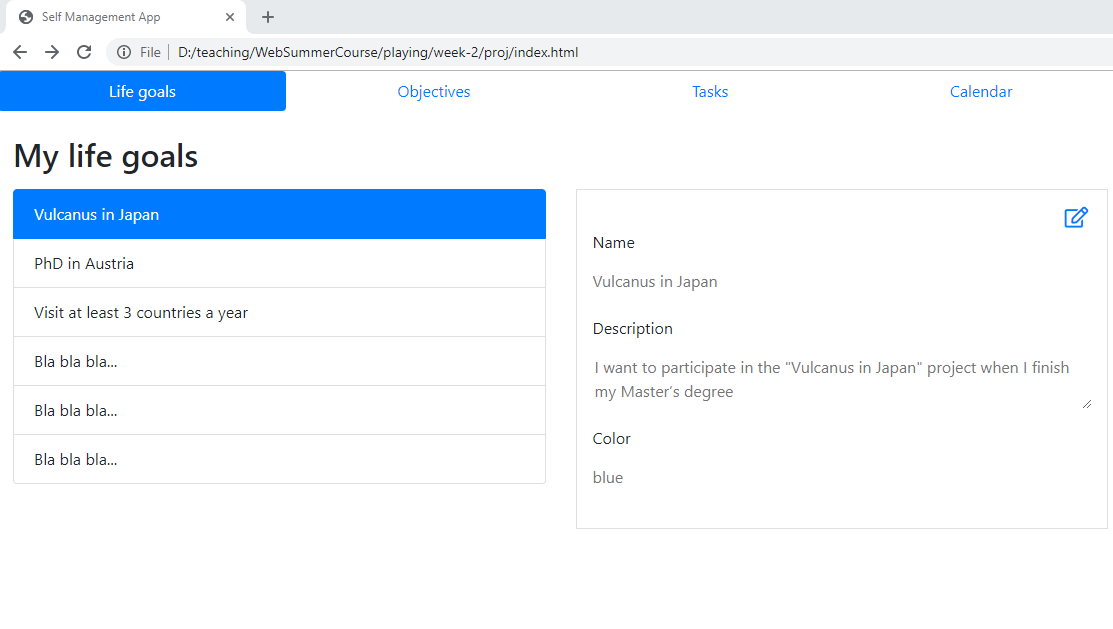 Self Management App
File D:/teaching/WebSummerCourse/playing/week-2/proj/index.html
Life goals Objectives Tasks Calendar
My life goals
Vulcanus in Japan
PhD in Austria
Visit at least 3 countries a year
Bla bla bla...
Bla bla bla...
Bla bla bla...
Name
Vulcanus in Japan
Description
I want to participate in the "Vulcanus in Japan" project when I finish
my Master's degree
Color
blue